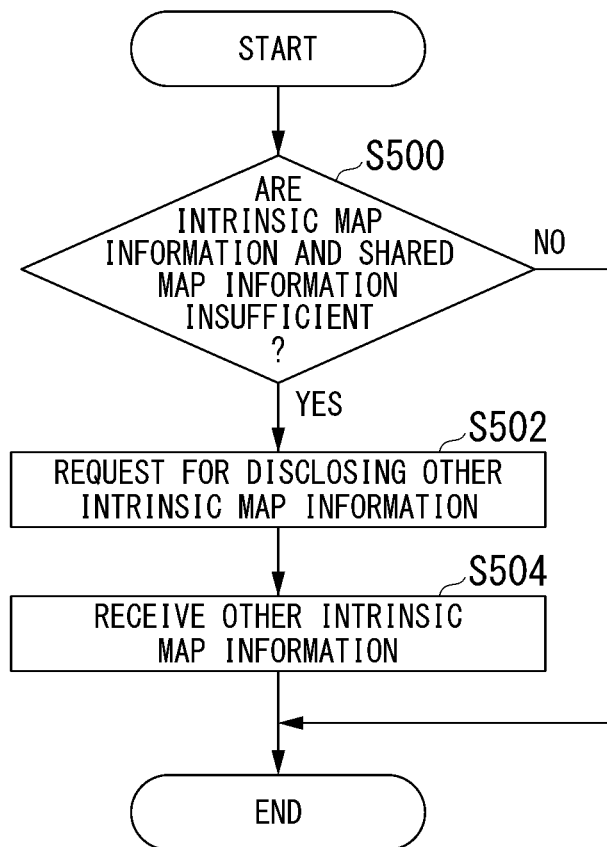 START
S500
ARE
INTRINSIC MAP
INFORMATION AND SHARED
MAP INFORMATION
INSUFFICIENT
?
NO
YES
S502
REQUEST FOR DISCLOSING OTHER
INTRINSIC MAP INFORMATION
S504
RECEIVE OTHER INTRINSIC
MAP INFORMATION
END